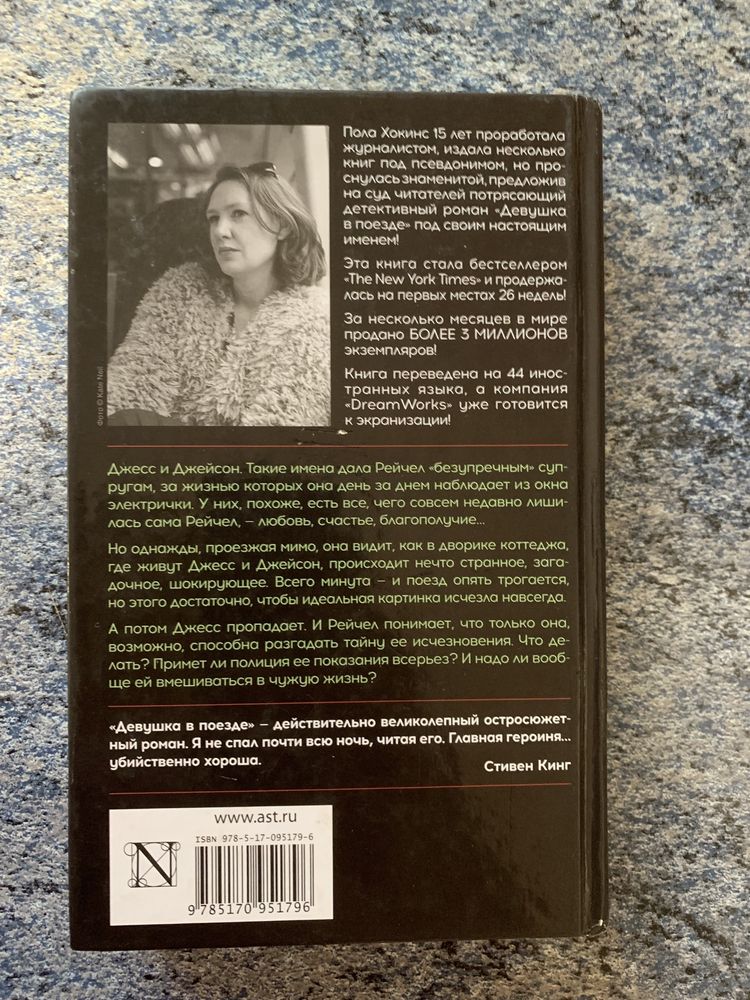 Пола Хокинс 15 лет проработала
журналистом, издала несколько
книг под псевдонимом, но про-
снулась знаменитой, предложив
на суд читателей потрясающий
детективный роман «Девушка
в поезде» под своим настоящим
именем!
Эта книга стала бестселлером
«The New York Times» и продержа-
лась на первых местах 26 недель!
За несколько месяцев в мире
продано БОЛЕЕ 3 МИЛЛИОНОВ
экземпляров!
Книга переведена на 44 инос-
транных языка, а компания
«DreamWorks» уже готовится
к экранизации!
Фото © Kate Neil
Джесс и Джейсон. Такие имена дала Рейчел «безупречным» суп-
ругам, за жизнью которых она день за днем наблюдает из окна
электрички. У них, похоже, есть все, чего совсем недавно лиши-
лась сама Рейчел, – любовь, счастье, благополучие...
Но однажды, проезжая мимо, она видит, как в дворике коттеджа,
где живут Джесс и Джейсон, происходит нечто странное, зага-
дочное, шокирующее. Всего минута – и поезд опять трогается,
но этого достаточно, чтобы идеальная картинка исчезла навсегда.
А потом Джесс пропадает. И Рейчел понимает, что только она,
возможно, способна разгадать тайну ее исчезновения. Что де-
лать? Примет ли полиция ее показания всерьез? И надо ли вооб-
ще ей вмешиваться в чужую жизнь?
«Девушка в поезде» – действительно великолепный остросюжет-
ный роман. Я не спал почти всю ночь, читая его. Главная героиня...
убийственно хороша.
Стивен Кинг
www.ast.ru
ISBN 978-5-17-095179-6
N
9 785170 951796